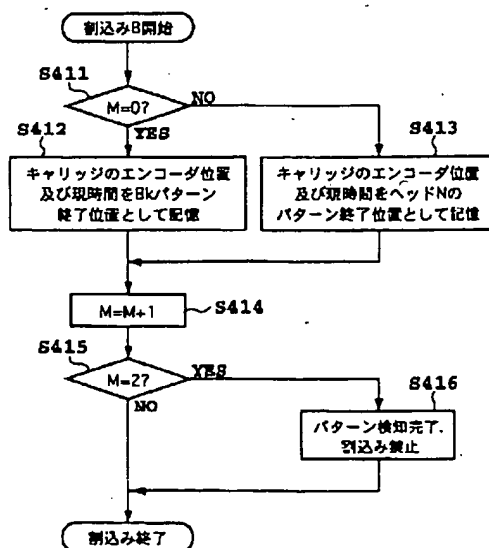 割込みB開始
S411
M=0?
NO
YES
S412
キャリッジのエンコーダ位置
及び現時間をBkパターン
終了位置として記憶
S413
キャリッジのエンコーダ位置
及び現時間をヘッドNの
パターン終了位置として記憶
M=M+1
S414
S415
M=2?
YES
NO
S416
パターン検知完了、
割込み禁止
割込み終了